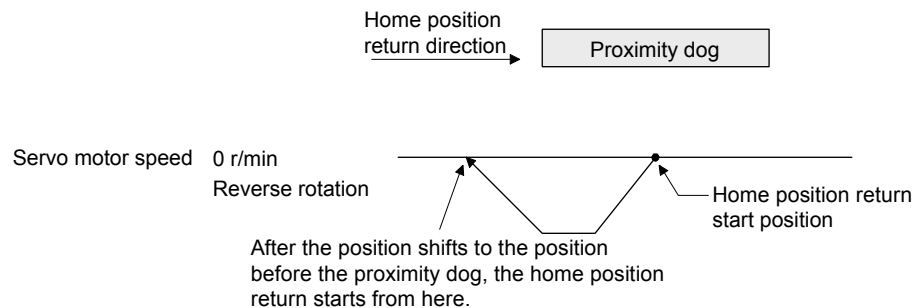 Home position
return direction
Proximity dog
Servo motor speed 0 r/min
Reverse rotation
Home position return
start position
After the position shifts to the position
before the proximity dog, the home position
return starts from here.